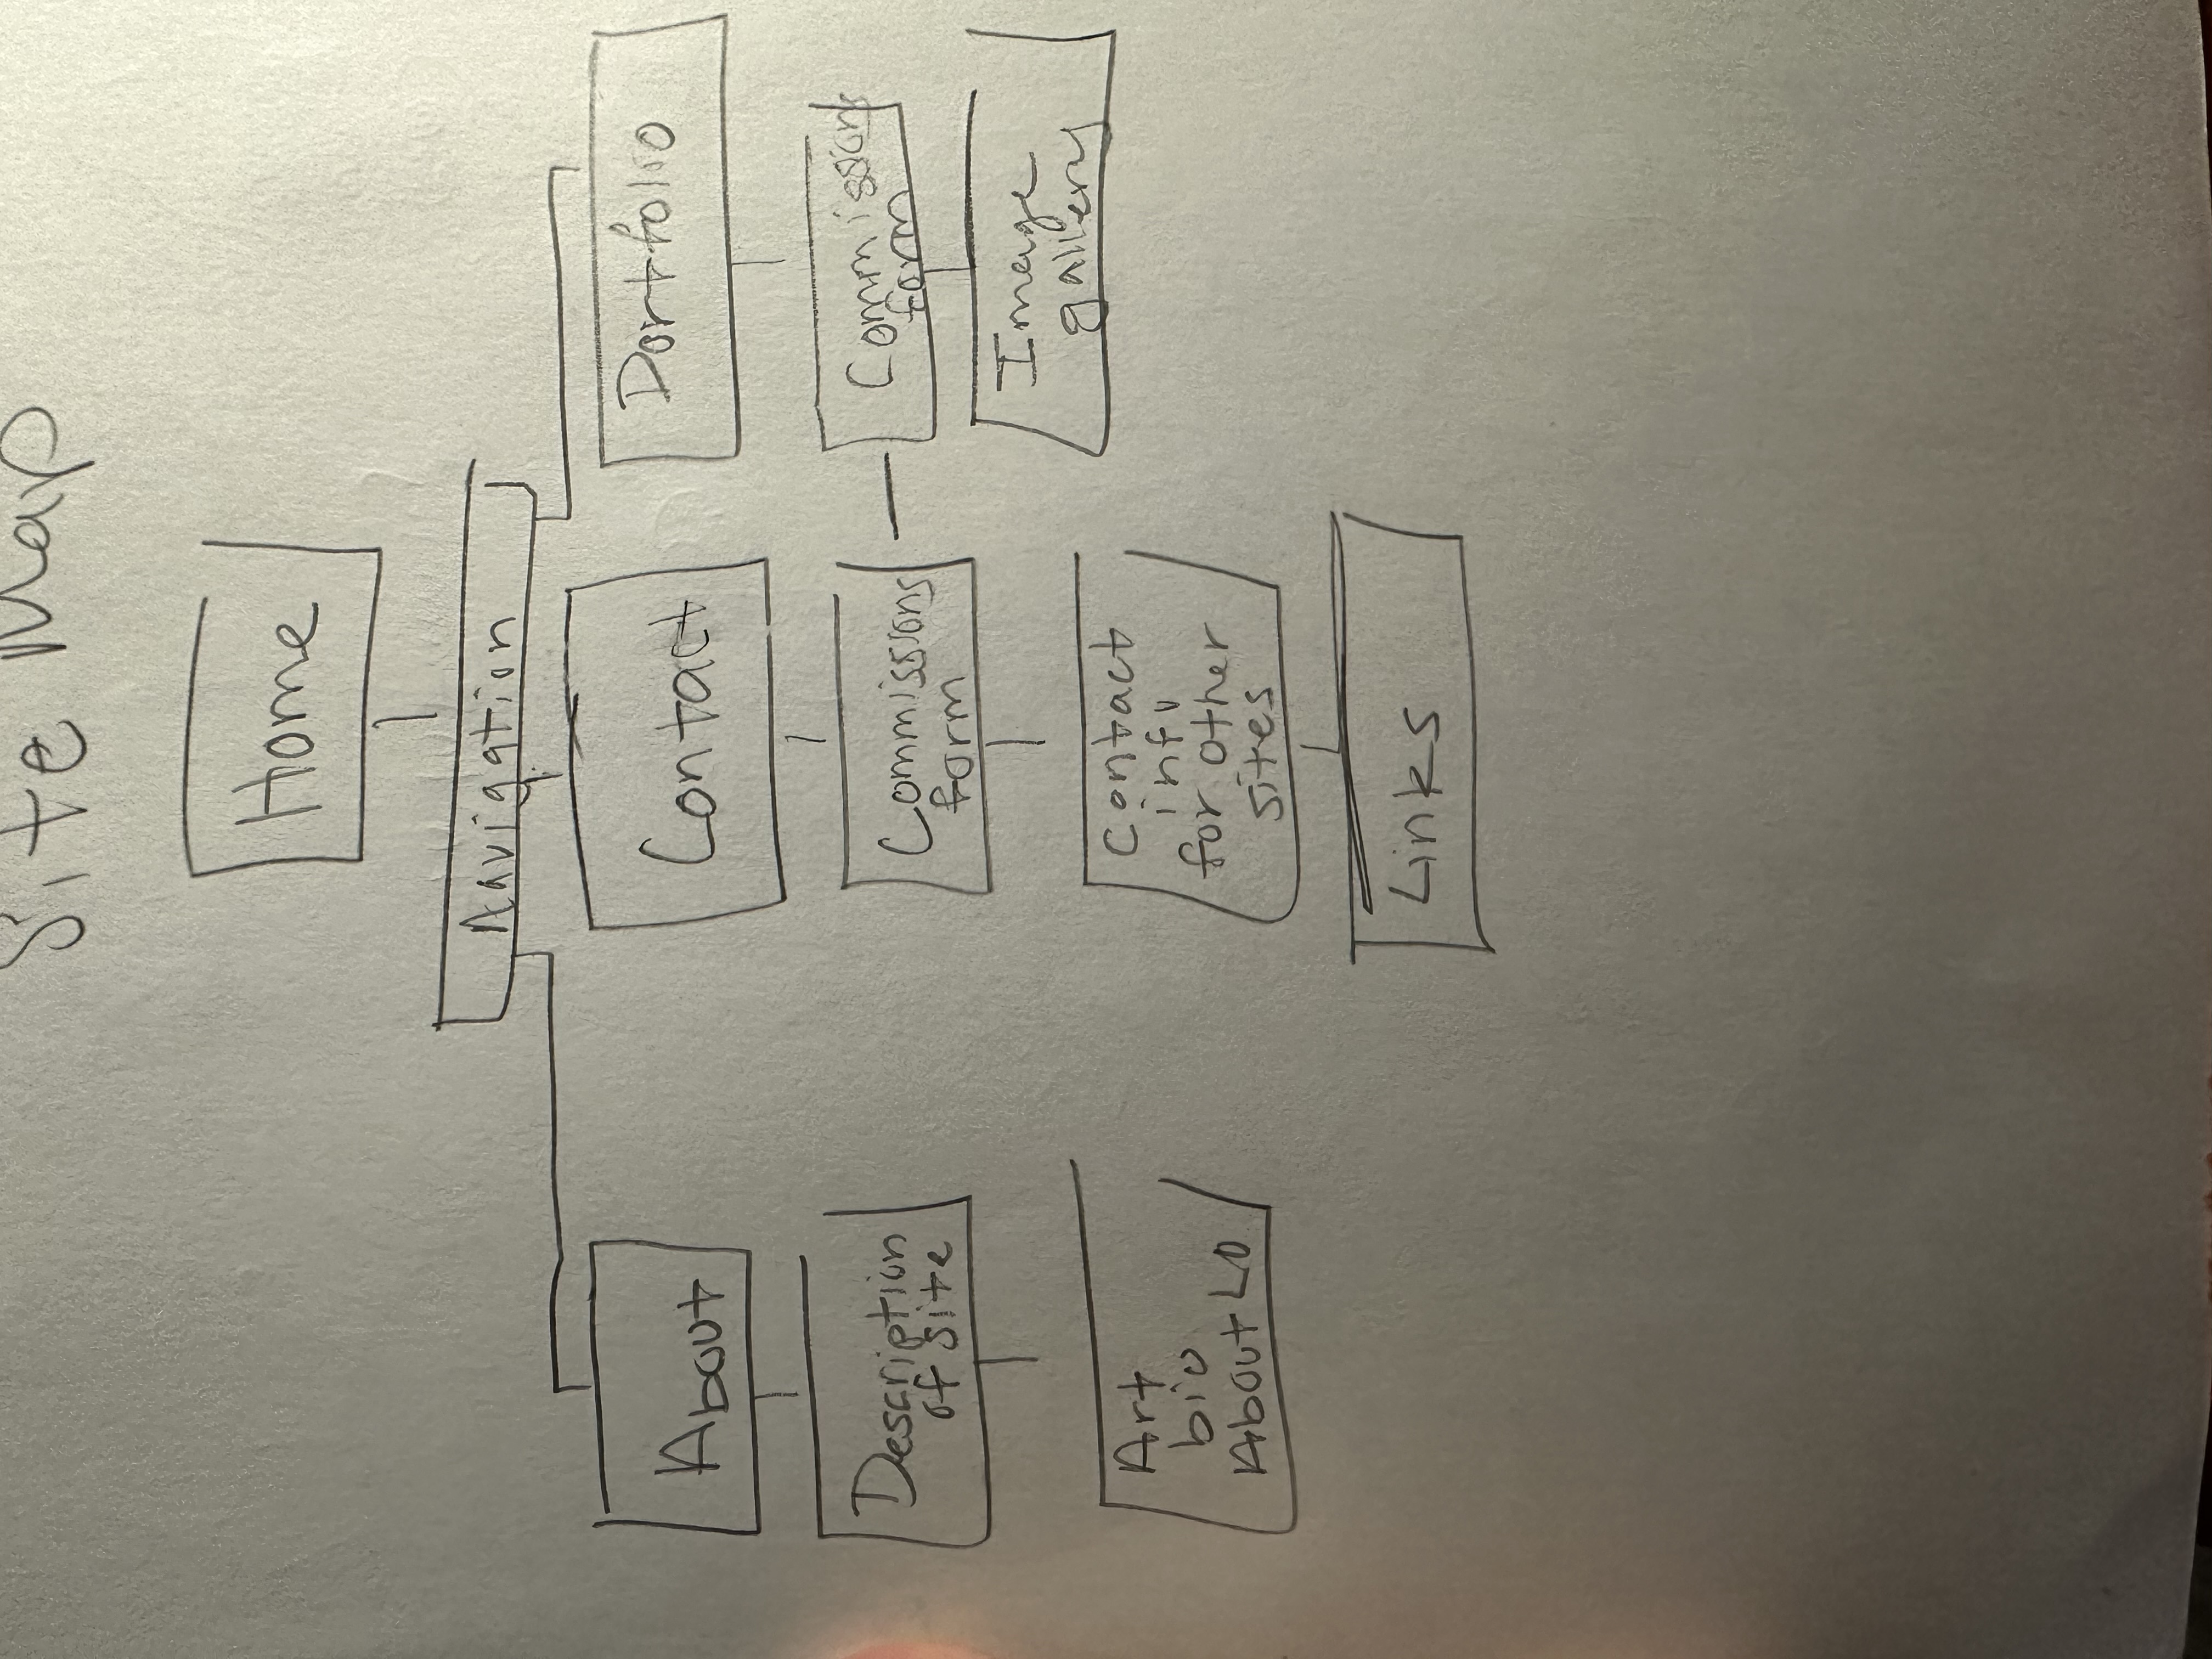 Site Map
Home
Navigation
About
Contact
Portfolio
Description
of site
Commissions
form
Commissions
form
Image
gallery
Art
bio
About LO
Contact
info
for other
sites
Links